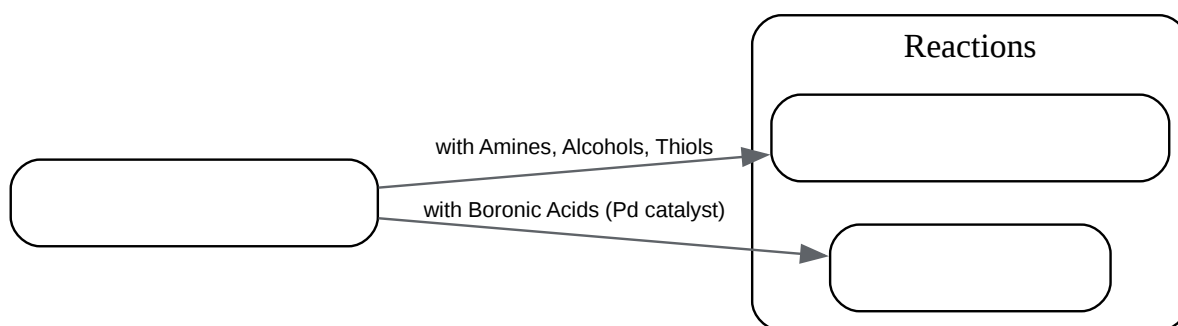 Reactions
with Amines, Alcohols, Thiols
with Boronic Acids (Pd catalyst)